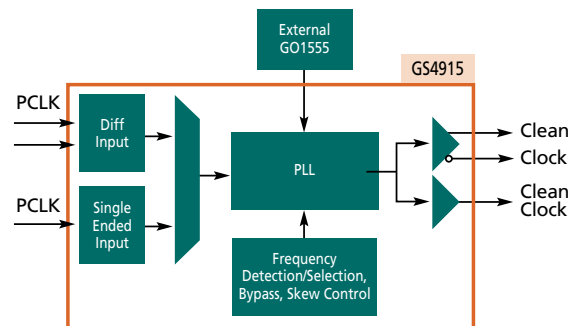 External
GO1555
GS4915
PCLK
Diff
Input
PLL
Clean
Clock
PCLK
Single
Ended
Input
Clean
Clock
Frequency
Detection/Selection,
Bypass, Skew Control